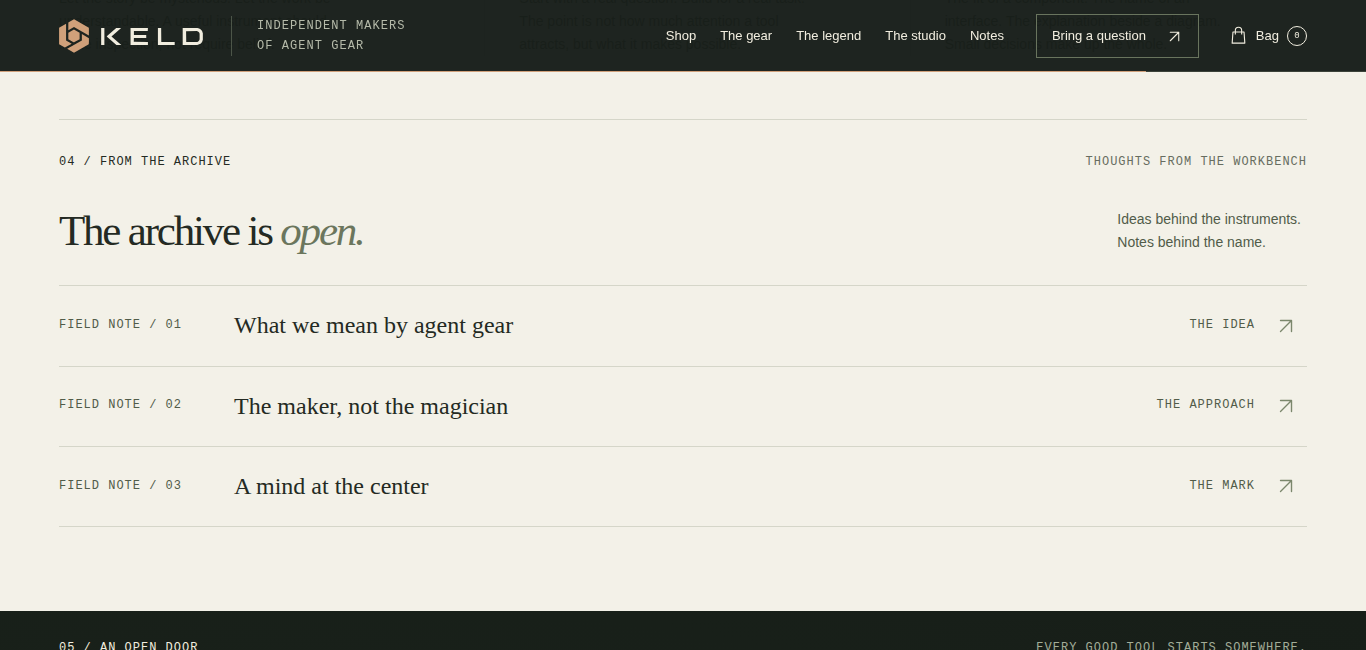 KELD
INDEPENDENT MAKERS
OF AGENT GEAR
Shop
The gear
The legend
The studio
Notes
Bring a question
Bag
0
04 / FROM THE ARCHIVE
THOUGHTS FROM THE WORKBENCH
The archive is open.
Ideas behind the instruments.
Notes behind the name.
FIELD NOTE / 01
What we mean by agent gear
THE IDEA
FIELD NOTE / 02
The maker, not the magician
THE APPROACH
FIELD NOTE / 03
A mind at the center
THE MARK
05 / AN OPEN DOOR
EVERY GOOD TOOL STARTS SOMEWHERE.